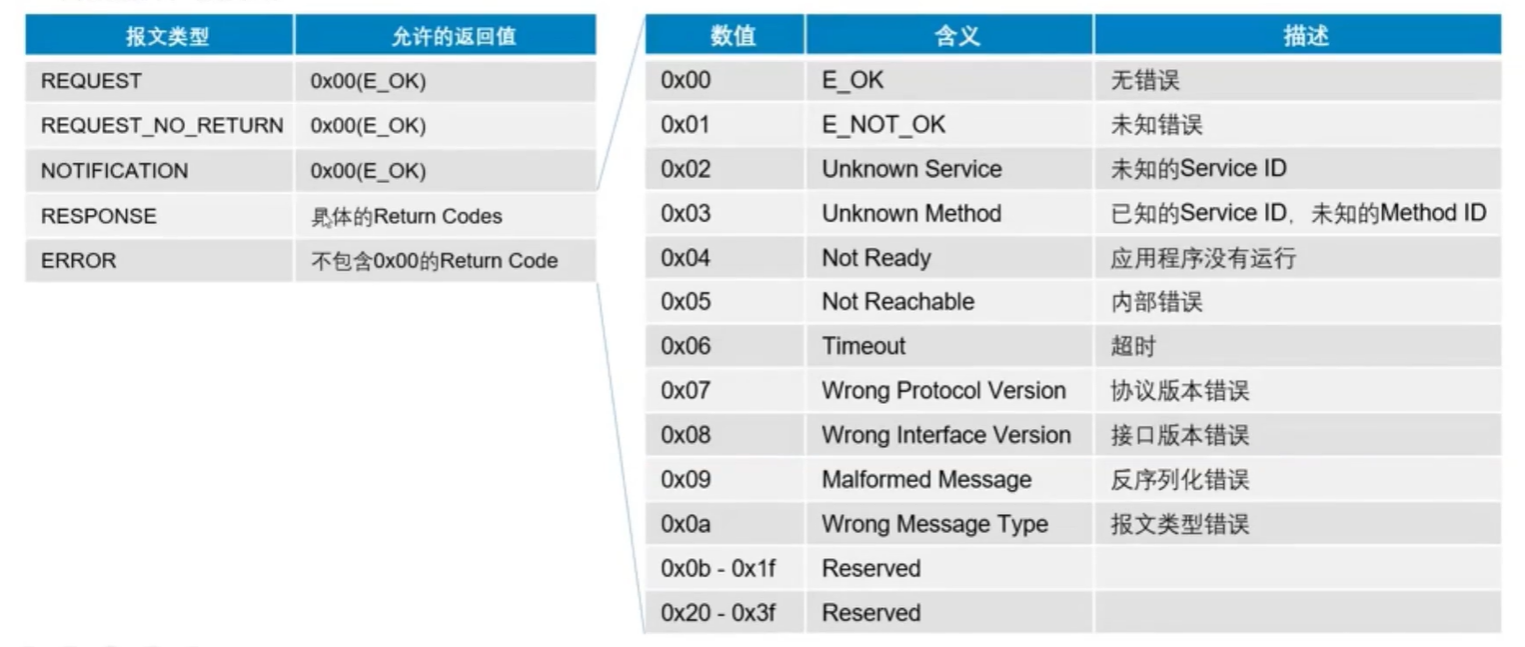 报文类型 允许的返回值
REQUEST 0x00(E_OK)
REQUEST_NO_RETURN 0x00(E_OK)
NOTIFICATION 0x00(E_OK)
RESPONSE 具体的Return Codes
ERROR 不包含0x00的Return Code
数值 含义 描述
0x00 E_OK 无错误
0x01 E_NOT_OK 未知错误
0x02 Unknown Service 未知的Service ID
0x03 Unknown Method 已知的Service ID，未知的Method ID
0x04 Not Ready 应用程序没有运行
0x05 Not Reachable 内部错误
0x06 Timeout 超时
0x07 Wrong Protocol Version 协议版本错误
0x08 Wrong Interface Version 接口版本错误
0x09 Malformed Message 反序列化错误
0x0a Wrong Message Type 报文类型错误
0x0b - 0x1f Reserved
0x20 - 0x3f Reserved